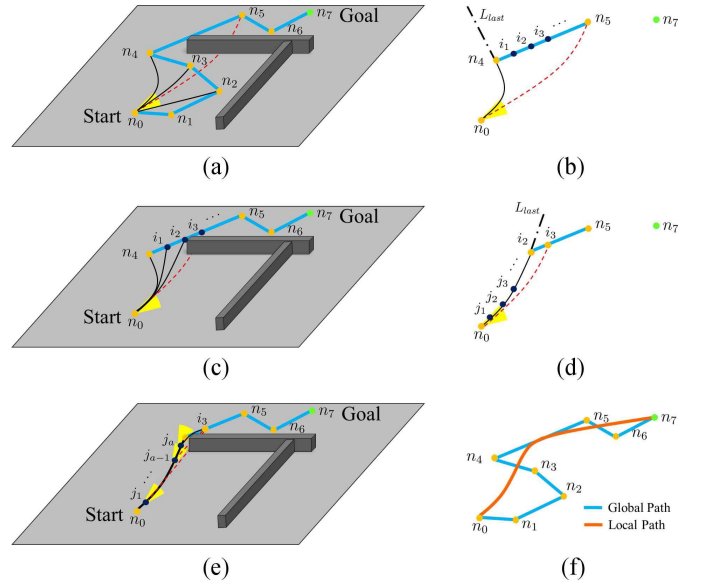 n₅ n₇ Goal
n₆
n₄ n₃
n₂
Start
n₀ n₁
(a)
L_last
i₁ i₂ i₃ ...
n₅ n₇
n₄
n₀
(b)
i₁ i₂ i₃ ...
n₅ n₇
Goal
n₆
n₄
Start
n₀
(c)
L_last
n₅ n₇
i₂ i₃
j₁ j₂ j₃ ...
n₀
(d)
i₃ n₅ n₇ Goal
n₆
jₐ
jₐ₋₁
...
j₁
Start
n₀
(e)
n₅ n₇
n₆
n₄ n₃
n₂
n₀ n₁
Global Path
Local Path
(f)